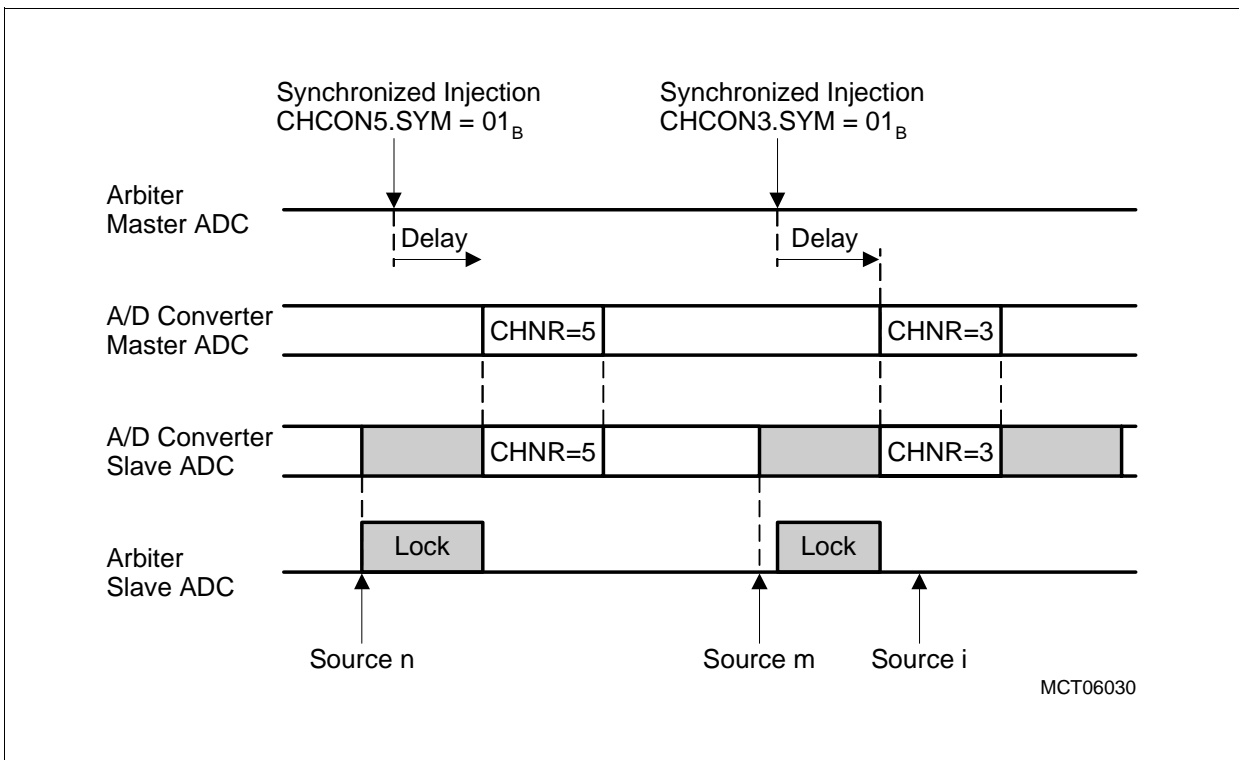 Synchronized Injection
CHCON5.SYM = 01B
Synchronized Injection
CHCON3.SYM = 01B
Arbiter
Master ADC
Delay
Delay
A/D Converter
Master ADC
CHNR=5
CHNR=3
A/D Converter
Slave ADC
CHNR=5
CHNR=3
Arbiter
Slave ADC
Lock
Lock
Source n
Source m
Source i
MCT06030